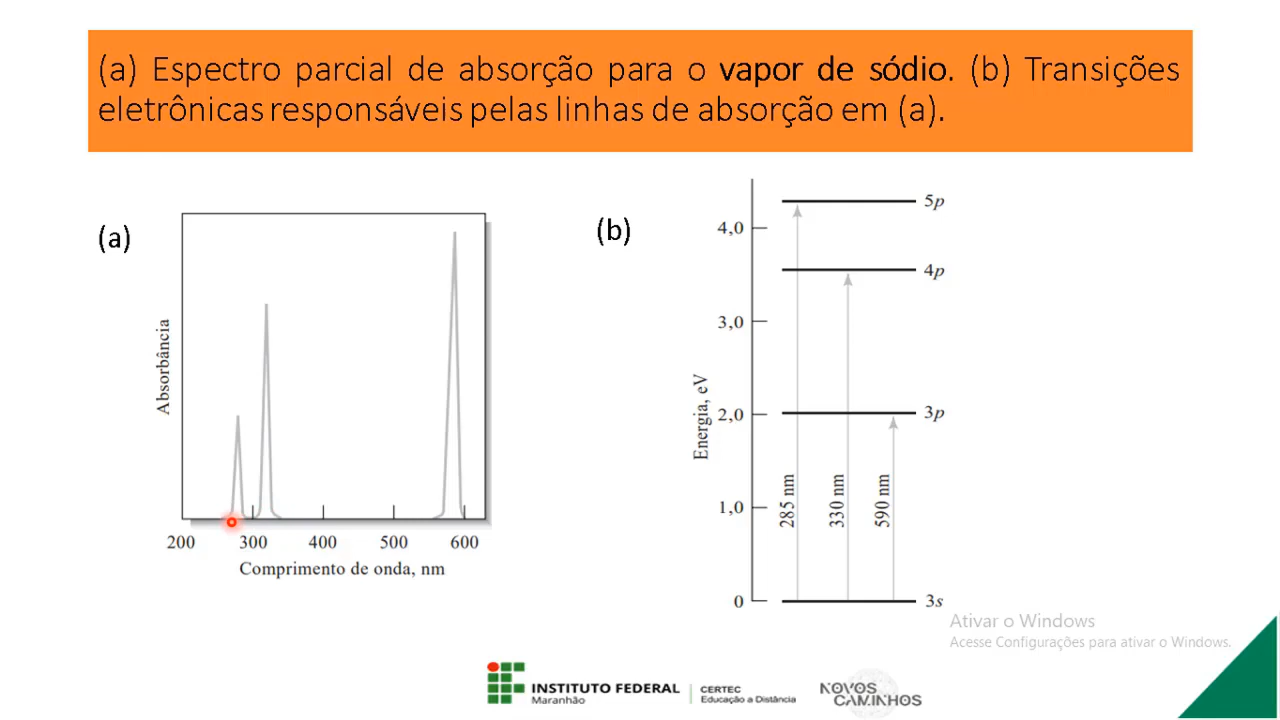 (a) Espectro parcial de absorção para o vapor de sódio. (b) Transições
eletrônicas responsáveis pelas linhas de absorção em (a).
(a)
Absorbância
200 300 400 500 600
Comprimento de onda, nm
(b)
Energia, eV
4,0
3,0
2,0
1,0
0
5p
4p
3p
3s
285 nm
330 nm
590 nm
Ativar o Windows
Acesse Configurações para ativar o Windows.
INSTITUTO FEDERAL
Maranhão
CERTEC
Educação a Distância
NOVOS
CAMINHOS